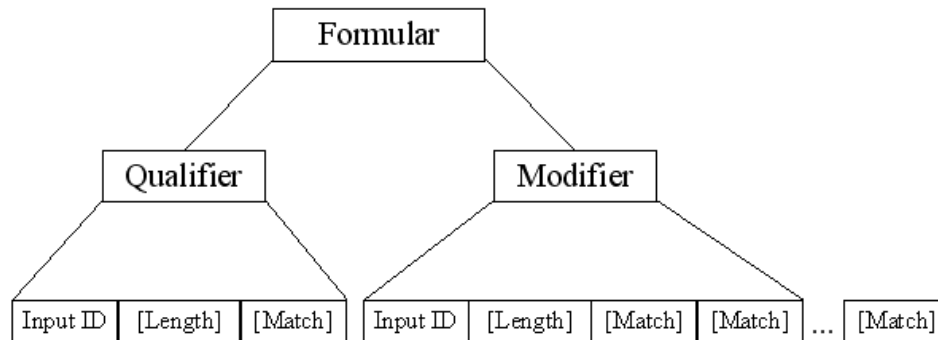 Formular
Qualifier Modifier
Input ID [Length] [Match] Input ID [Length] [Match] [Match] ... [Match]